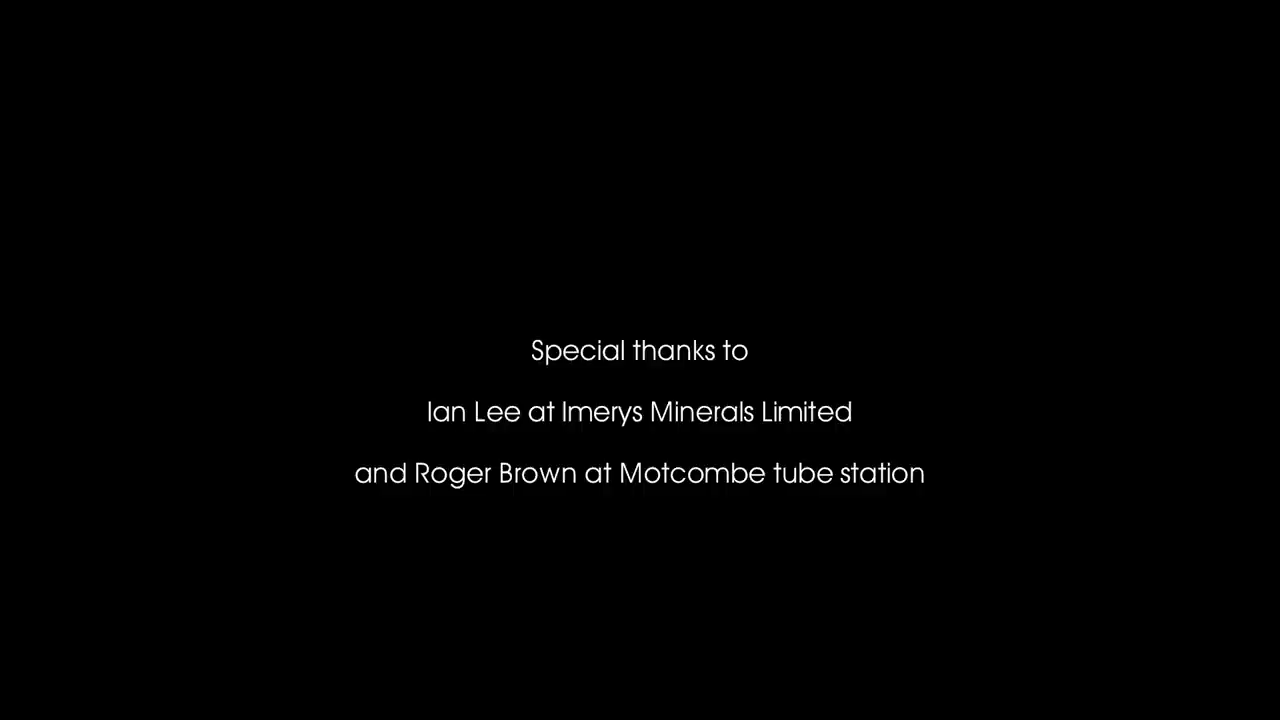 Special thanks to
Ian Lee at Imerys Minerals Limited
and Roger Brown at Motcombe tube station